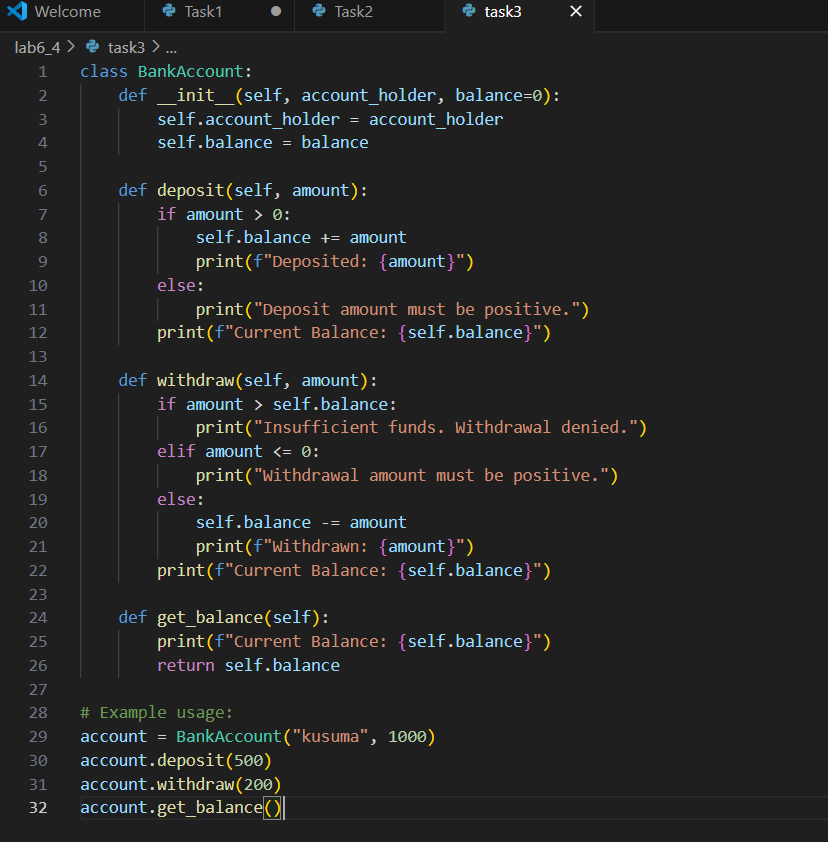 Welcome Task1 Task2 task3
lab6_4 > task3 > ...
1 class BankAccount:
2     def __init__(self, account_holder, balance=0):
3         self.account_holder = account_holder
4         self.balance = balance
5
6     def deposit(self, amount):
7         if amount > 0:
8             self.balance += amount
9             print(f"Deposited: {amount}")
10         else:
11             print("Deposit amount must be positive.")
12         print(f"Current Balance: {self.balance}")
13
14     def withdraw(self, amount):
15         if amount > self.balance:
16             print("Insufficient funds. Withdrawal denied.")
17         elif amount <= 0:
18             print("Withdrawal amount must be positive.")
19         else:
20             self.balance -= amount
21             print(f"Withdrawn: {amount}")
22         print(f"Current Balance: {self.balance}")
23
24     def get_balance(self):
25         print(f"Current Balance: {self.balance}")
26         return self.balance
27
28 # Example usage:
29 account = BankAccount("kusuma", 1000)
30 account.deposit(500)
31 account.withdraw(200)
32 account.get_balance()